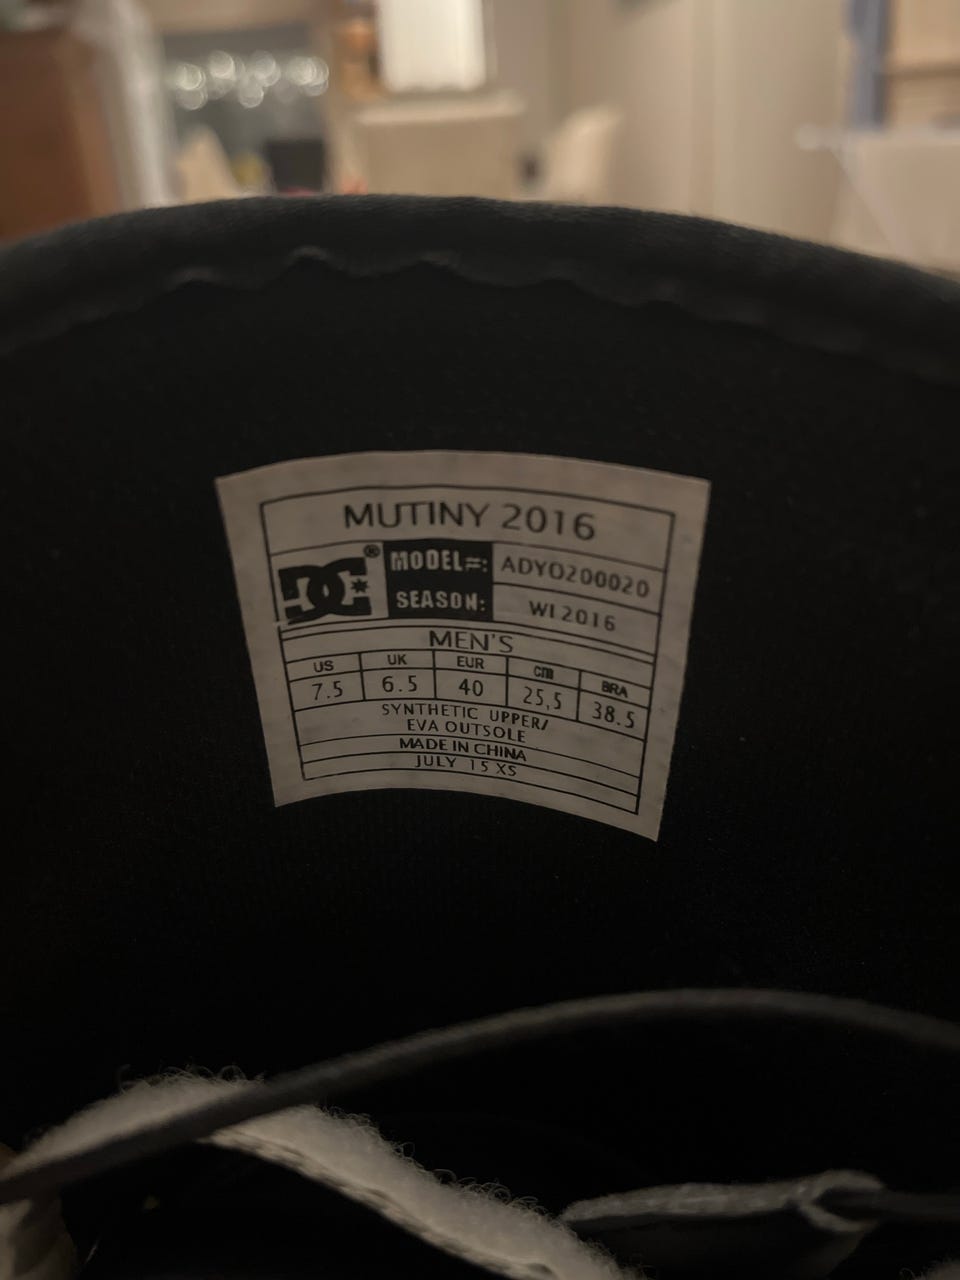 MUTINY 2016
DC® MODEL#: ADYO200020
SEASON: WI 2016
MEN'S
US UK EUR cm BRA
7.5 6.5 40 25,5 38.5
SYNTHETIC UPPER/
EVA OUTSOLE
MADE IN CHINA
JULY 15 XS